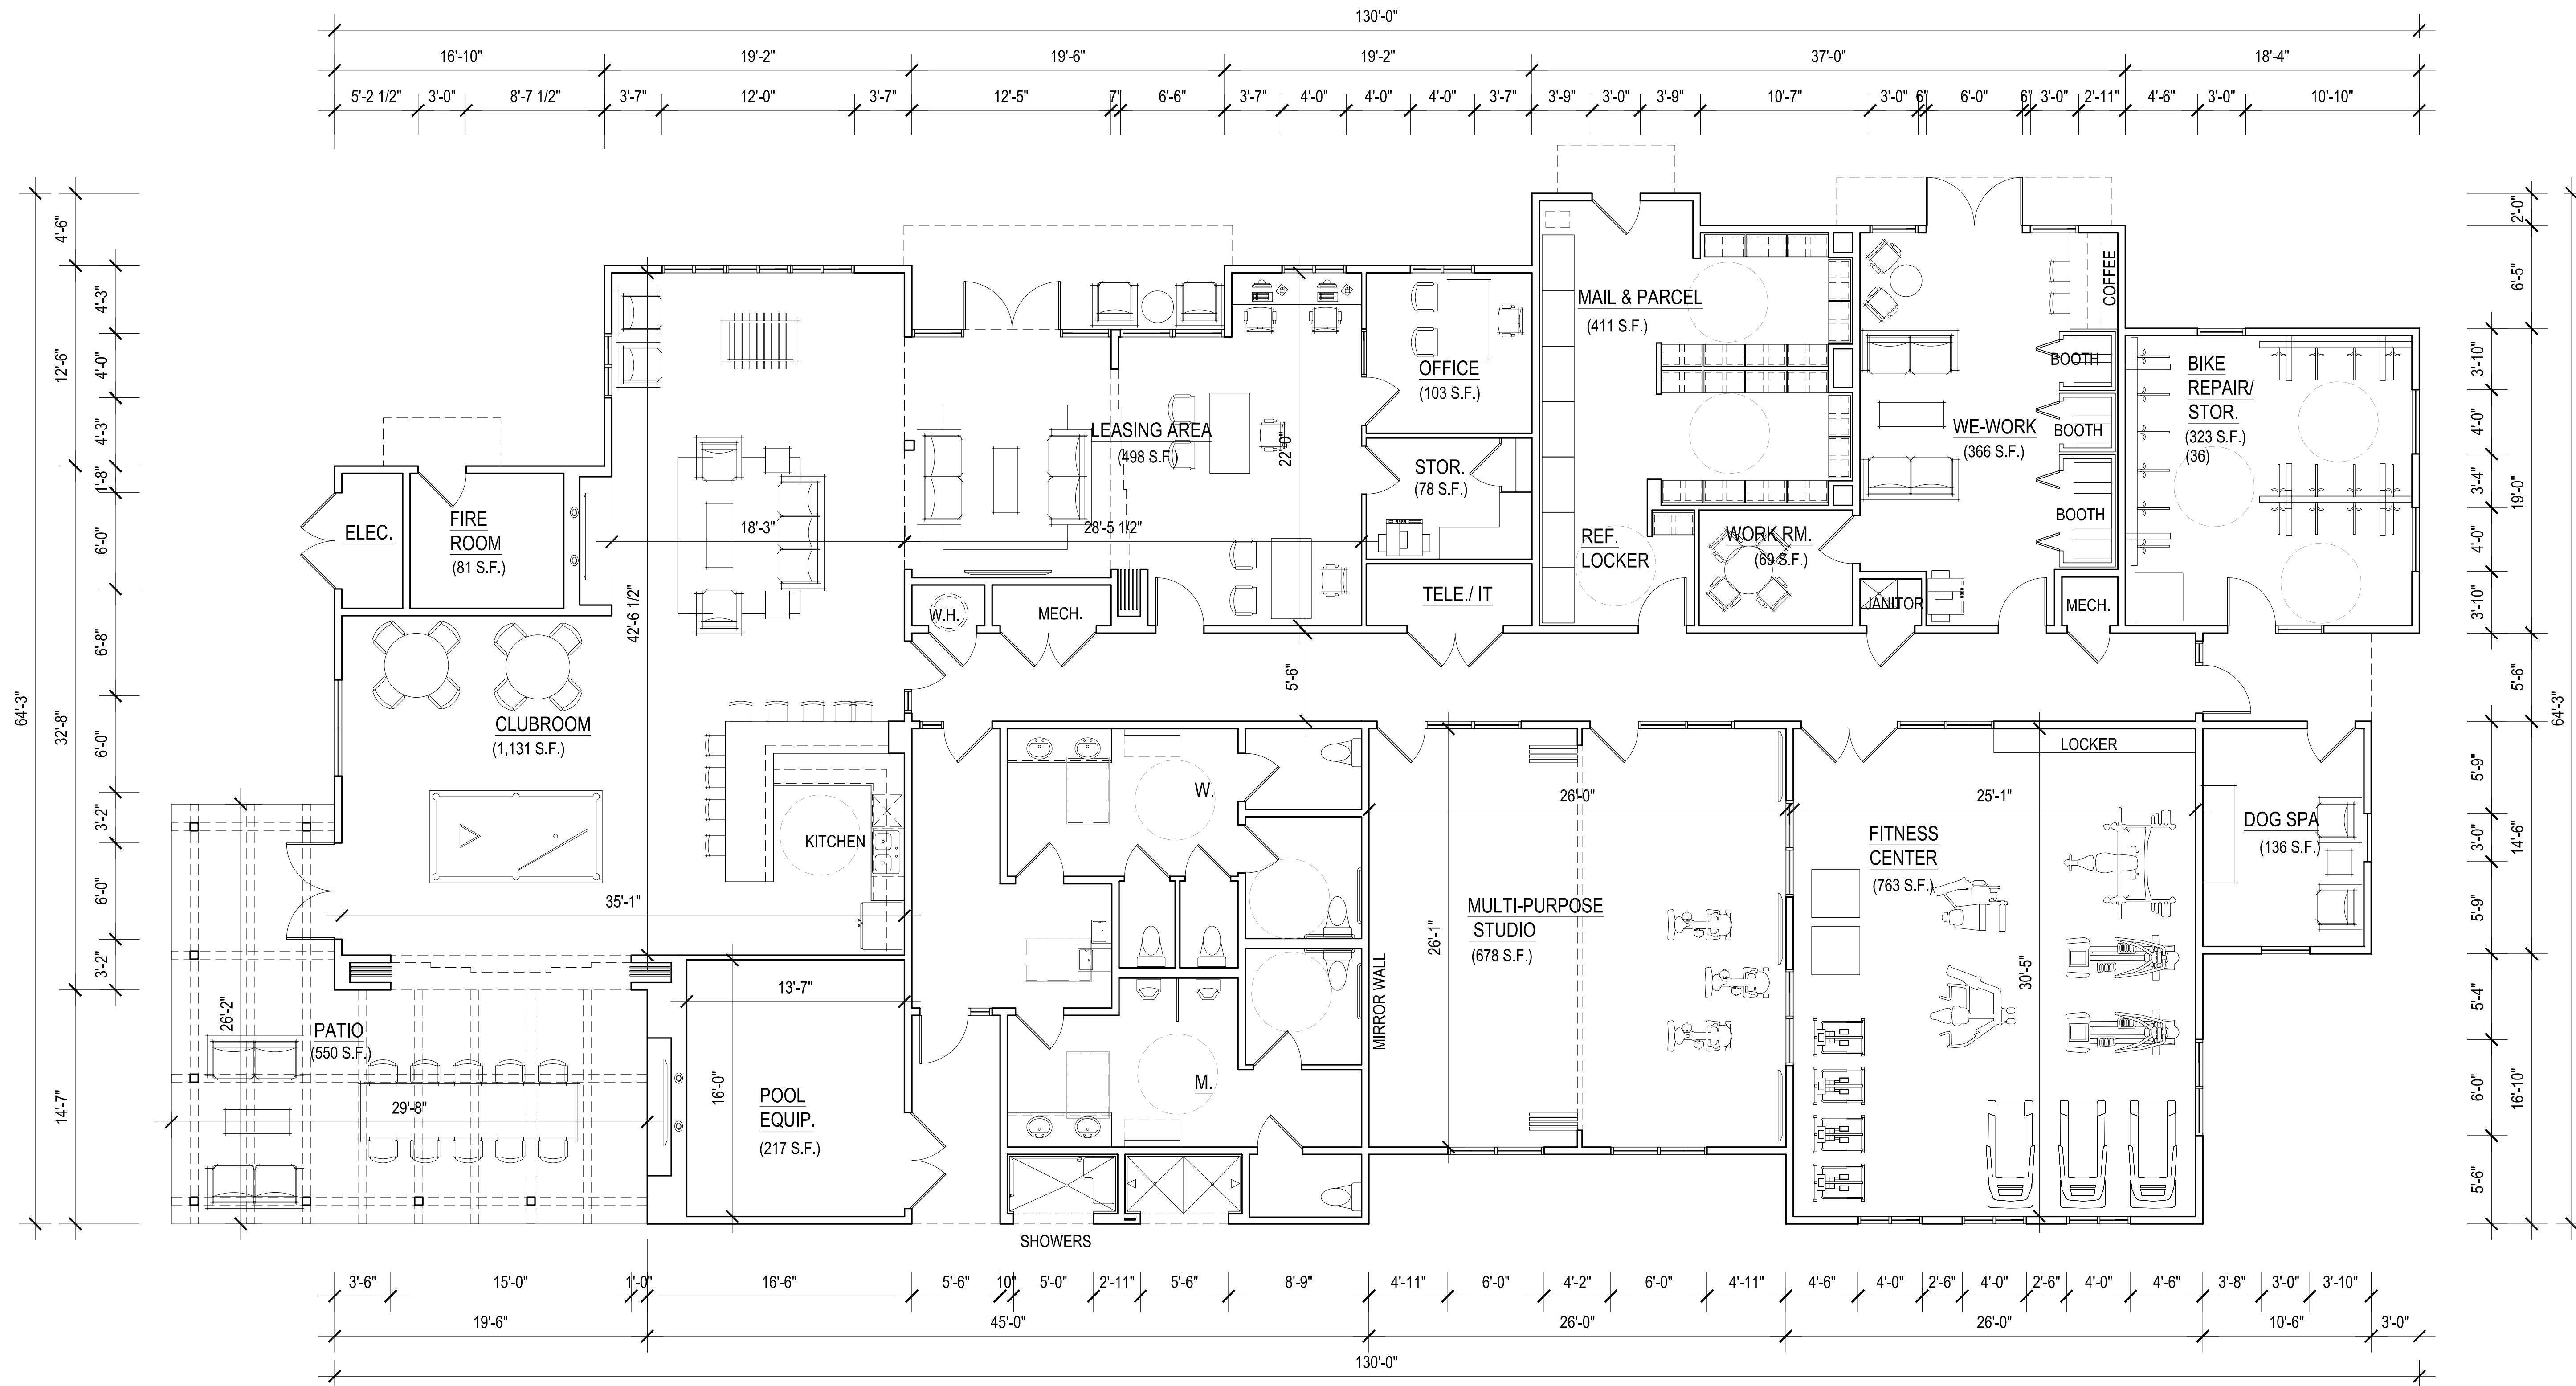 130'-0"
16'-10"
19'-2"
19'-6"
19'-2"
37'-0"
18'-4"
5'-2 1/2"
3'-0"
8'-7 1/2"
3'-7"
12'-0"
3'-7"
12'-5"
7"
6'-6"
3'-7"
4'-0"
4'-0"
4'-0"
3'-7"
3'-9"
3'-0"
3'-9"
10'-7"
3'-0"
6"
6'-0"
6"
3'-0"
2'-11"
4'-6"
3'-0"
10'-10"
64'-3"
4'-6"
12'-6"
32'-8"
14'-7"
4'-3"
4'-0"
4'-3"
1'-8"
6'-0"
6'-8"
6'-0"
3'-2"
6'-0"
3'-2"
ELEC.
FIRE
ROOM
(81 S.F.)
18'-3"
42'-6 1/2"
CLUBROOM
(1,131 S.F.)
KITCHEN
35'-1"
PATIO
(550 S.F.)
26'-2"
29'-8"
13'-7"
16'-0"
POOL
EQUIP.
(217 S.F.)
LEASING AREA
(498 S.F.)
22'-0"
28'-5 1/2"
W.H.
MECH.
5'-6"
OFFICE
(103 S.F.)
STOR.
(78 S.F.)
TELE./ IT
MAIL & PARCEL
(411 S.F.)
REF.
LOCKER
WORK RM.
(69 S.F.)
JANITOR
MECH.
WE-WORK
(366 S.F.)
COFFEE
BOOTH
BOOTH
BOOTH
BIKE
REPAIR/
STOR.
(323 S.F.)
(36)
W.
M.
SHOWERS
MIRROR WALL
26'-0"
26'-1"
MULTI-PURPOSE
STUDIO
(678 S.F.)
LOCKER
25'-1"
FITNESS
CENTER
(763 S.F.)
30'-5"
DOG SPA
(136 S.F.)
3'-10"
4'-0"
3'-4"
4'-0"
3'-10"
5'-9"
3'-0"
5'-9"
5'-4"
6'-0"
5'-6"
2'-0"
6'-5"
19'-0"
5'-6"
14'-6"
16'-10"
64'-3"
3'-6"
15'-0"
1'-0"
16'-6"
5'-6"
10"
5'-0"
2'-11"
5'-6"
8'-9"
4'-11"
6'-0"
4'-2"
6'-0"
4'-11"
4'-6"
4'-0"
2'-6"
4'-0"
2'-6"
4'-0"
4'-6"
3'-8"
3'-0"
3'-10"
19'-6"
45'-0"
26'-0"
26'-0"
10'-6"
3'-0"
130'-0"